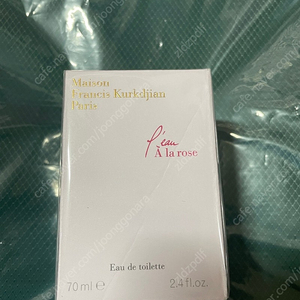 Maison
Francis Kurkdjian
Paris
l'eau
À la rose
Eau de toilette
70 ml ℮ 2.4 fl.oz.